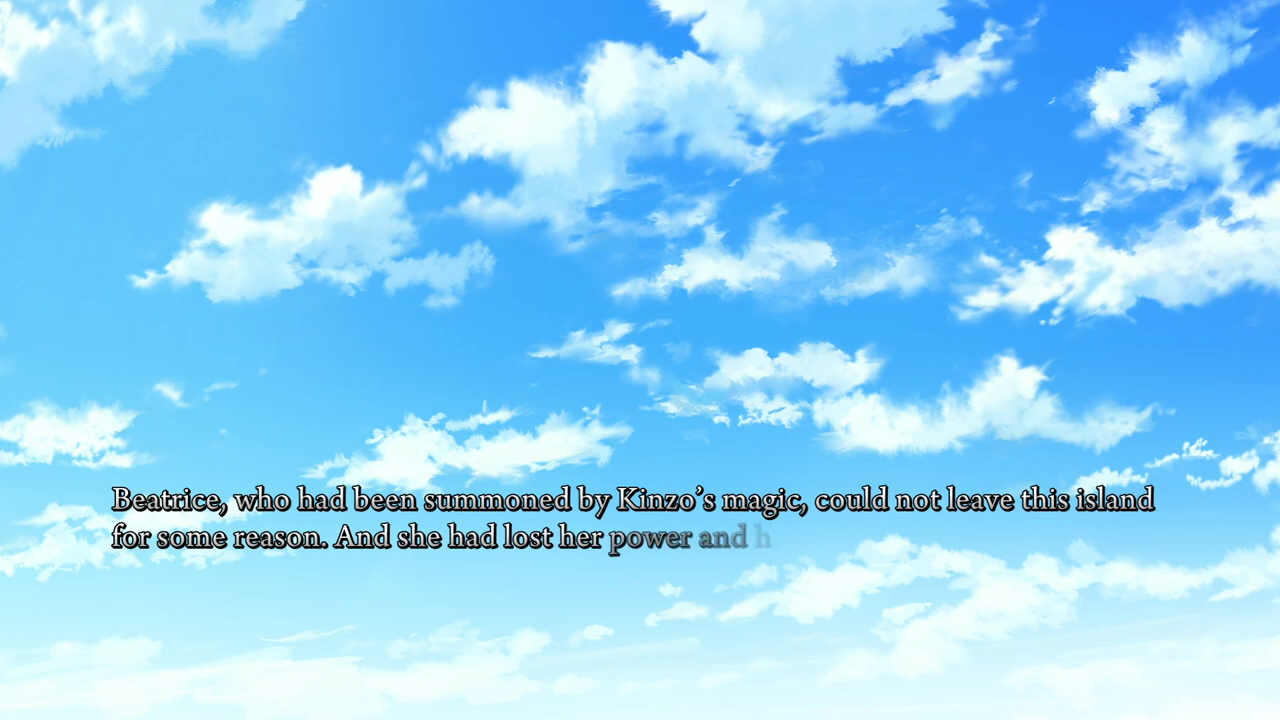 Beatrice, who had been summoned by Kinzo's magic, could not leave this island
for some reason. And she had lost her power and h